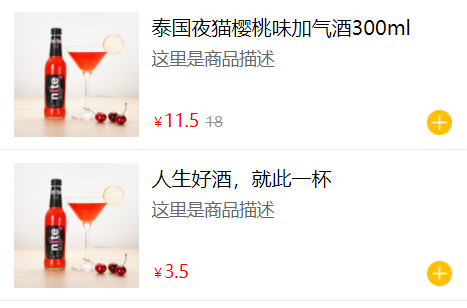 泰国夜猫樱桃味加气酒300ml
这里是商品描述
¥11.5 18
nite
人生好酒，就此一杯
这里是商品描述
¥3.5
nite